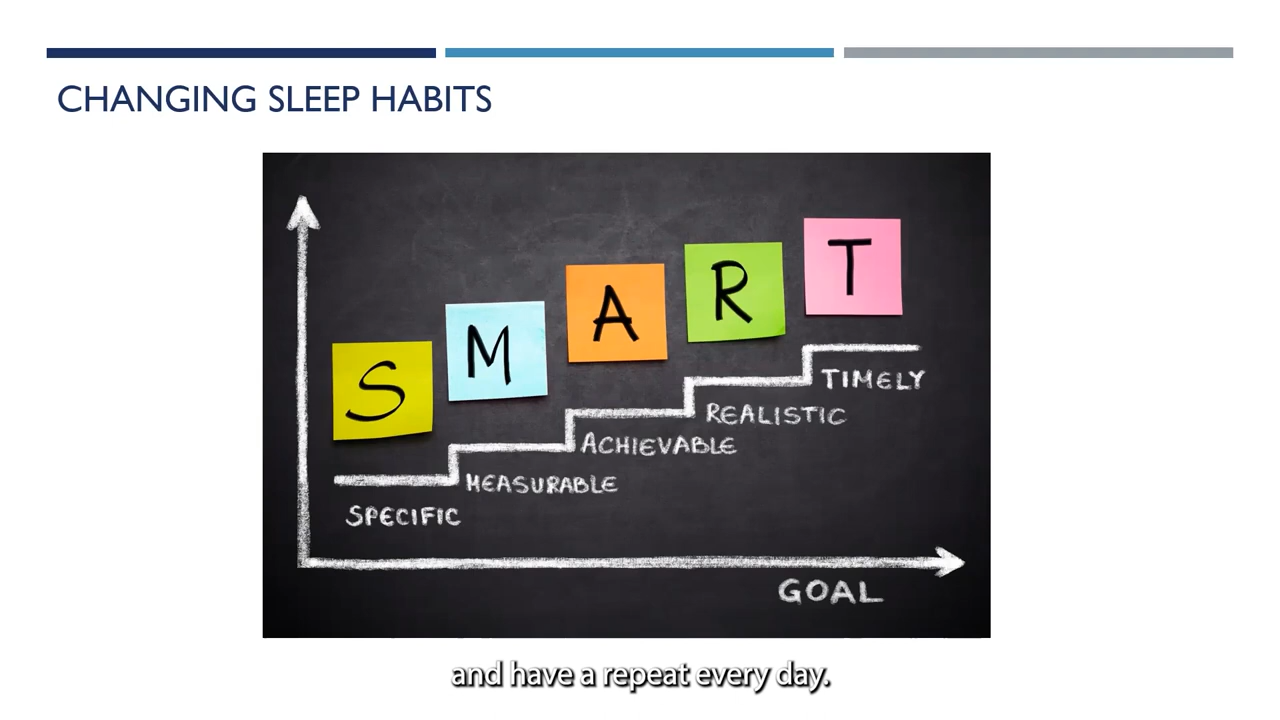 CHANGING SLEEP HABITS
S M A R T
TIMELY
REALISTIC
ACHIEVABLE
MEASURABLE
SPECIFIC
GOAL
and have a repeat every day.